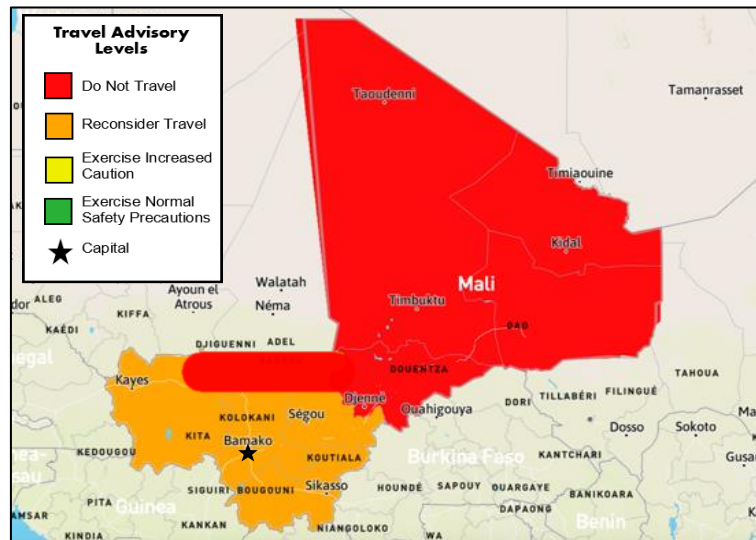 Travel Advisory
Levels
Do Not Travel
Reconsider Travel
Exercise Increased
Caution
Exercise Normal
Safety Precautions
Capital
Taoudenni
Tamanrasset
Timiaouine
Kidal
Mali
Timbuktu
GAO
Walatah
Ayoun el
Atrous
Néma
ALEG
KIFFA
KAÉDI
DJIGUENNI
ADEL
DOUENTZA
TAHOUA
Kayes
Djenné
Ouahigouya
DORI
TILLABÉRI
FILINGUÉ
KOLOKANI
Ségou
KITA
Bamako
Dosso
Sokoto
KEDOUGOU
KOUTIALA
Burkina Faso
KANTCHARI
Gusau
SIGUIRI
BOUGOUNI
Sikasso
HOUNDÉ
SAPOUY
OUARGAYE
BANIKOARA
PITA
Guinea
DAPAONG
KANKAN
NIANGOLOKO
Benin
KINDIA
WA